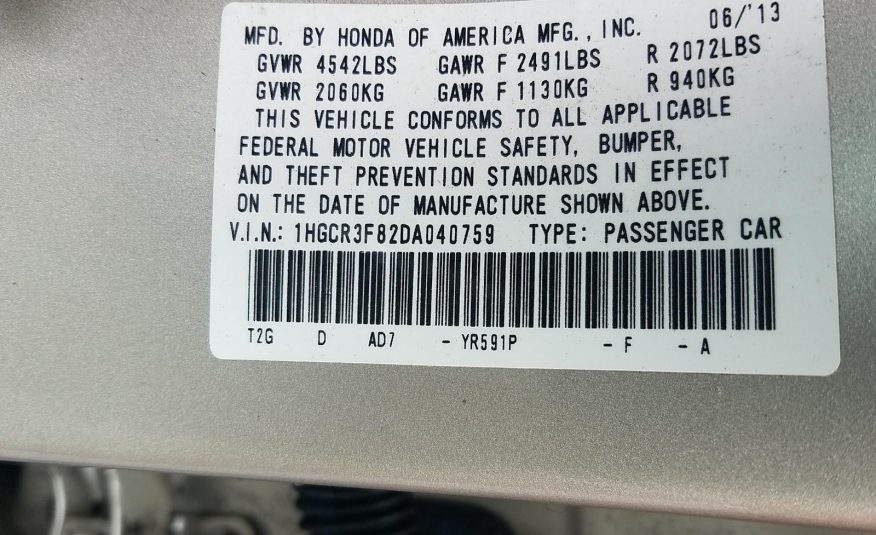 MFD. BY HONDA OF AMERICA MFG., INC. 06/'13
GVWR 4542LBS GAWR F 2491LBS R 2072LBS
GVWR 2060KG GAWR F 1130KG R 940KG
THIS VEHICLE CONFORMS TO ALL APPLICABLE
FEDERAL MOTOR VEHICLE SAFETY, BUMPER,
AND THEFT PREVENTION STANDARDS IN EFFECT
ON THE DATE OF MANUFACTURE SHOWN ABOVE.
V.I.N.: 1HGCR3F82DA040759 TYPE: PASSENGER CAR
T2G D AD7 - YR591P - F - A